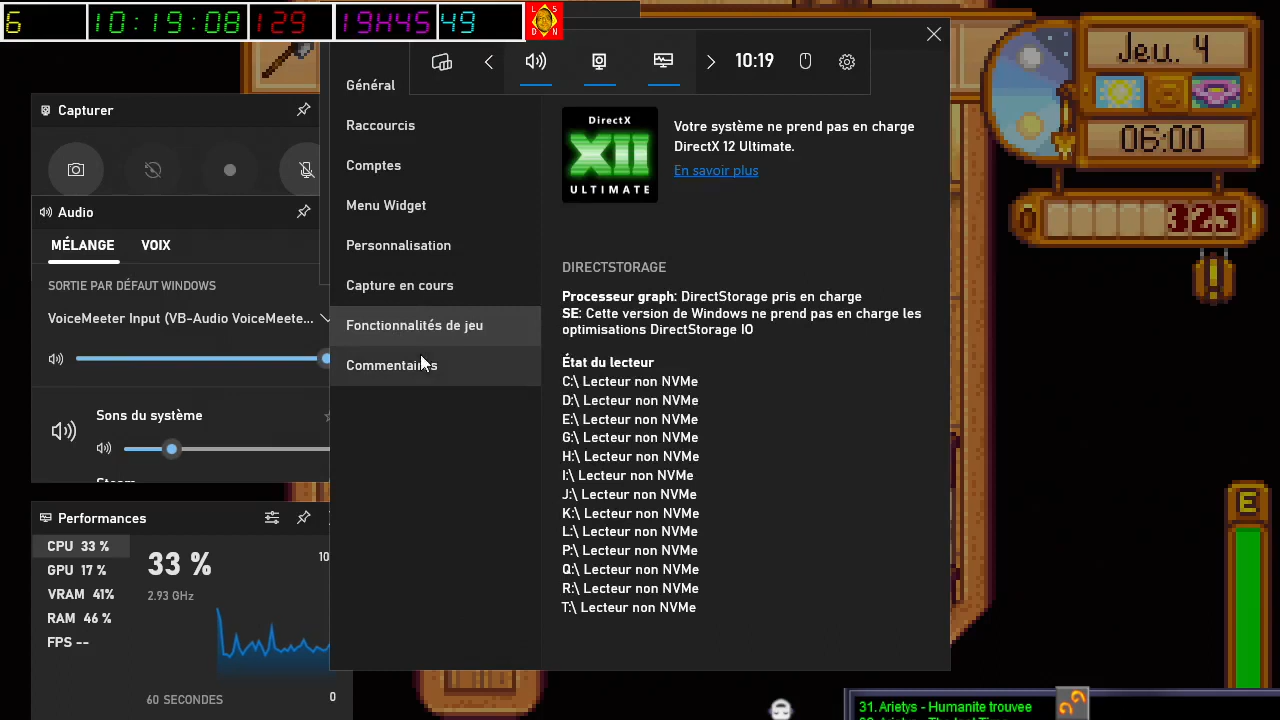 6 10:19:08 129 19H45 49 L S D N
Jeu. 4
06:00
325
E
10:19
Capturer
Audio
MÉLANGE VOIX
SORTIE PAR DÉFAUT WINDOWS
VoiceMeeter Input (VB-Audio VoiceMeete...
Sons du système
Performances
CPU 33 %
GPU 17 %
VRAM 41%
RAM 46 %
FPS --
33 %
2.93 GHz
10
60 SECONDES
0
Général
Raccourcis
Comptes
Menu Widget
Personnalisation
Capture en cours
Fonctionnalités de jeu
Commentaires
DirectX
XII
ULTIMATE
Votre système ne prend pas en charge
DirectX 12 Ultimate.
En savoir plus
DIRECTSTORAGE
Processeur graph: DirectStorage pris en charge
SE: Cette version de Windows ne prend pas en charge les
optimisations DirectStorage IO
État du lecteur
C:\ Lecteur non NVMe
D:\ Lecteur non NVMe
E:\ Lecteur non NVMe
G:\ Lecteur non NVMe
H:\ Lecteur non NVMe
I:\ Lecteur non NVMe
J:\ Lecteur non NVMe
K:\ Lecteur non NVMe
L:\ Lecteur non NVMe
P:\ Lecteur non NVMe
Q:\ Lecteur non NVMe
R:\ Lecteur non NVMe
T:\ Lecteur non NVMe
31. Arietys - Humanite trouvee